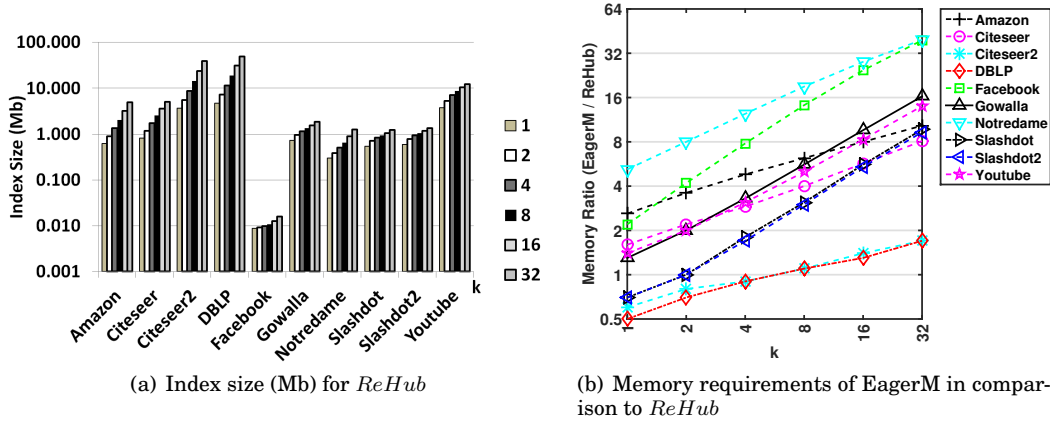 100.000
10.000
1.000
0.100
0.010
0.001
Index Size (Mb)
Amazon
Citeseer
Citeseer2
DBLP
Facebook
Gowalla
Notredame
Slashdot
Slashdot2
Youtube
k
1
2
4
8
16
32
(a) Index size (Mb) for ReHub
64
32
16
8
4
2
1
0.5
Memory Ratio (EagerM / ReHub)
1
2
4
8
16
32
k
Amazon
Citeseer
Citeseer2
DBLP
Facebook
Gowalla
Notredame
Slashdot
Slashdot2
Youtube
(b) Memory requirements of EagerM in compar-
ison to ReHub